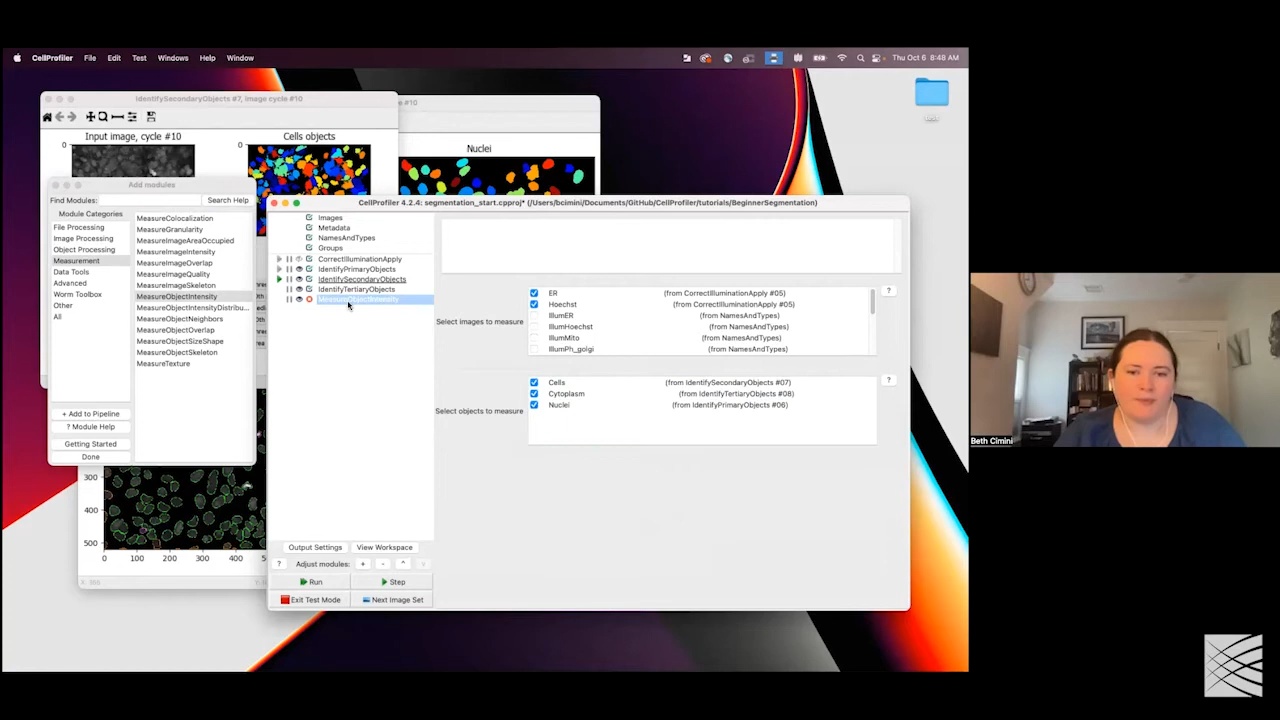 CellProfiler File Edit Test Windows Help Window Thu Oct 6 8:48 AM
IdentifySecondaryObjects #7, image cycle #10
#10
Input image, cycle #10
Cells objects
0
0
Nuclei
Add modules
Find Modules: Search Help
Module Categories
File Processing
Image Processing
Object Processing
Measurement
Data Tools
Advanced
Worm Toolbox
Other
All
MeasureColocalization
MeasureGranularity
MeasureImageAreaOccupied
MeasureImageIntensity
MeasureImageOverlap
MeasureImageQuality
MeasureImageSkeleton
MeasureObjectIntensity
MeasureObjectIntensityDistribu...
MeasureObjectNeighbors
MeasureObjectOverlap
MeasureObjectSizeShape
MeasureObjectSkeleton
MeasureTexture
+ Add to Pipeline
? Module Help
Getting Started
Done
300
400
500
0 100 200 300 400 5
CellProfiler 4.2.4: segmentation_start.cpproj* (/Users/bcimini/Documents/GitHub/CellProfiler/tutorials/BeginnerSegmentation)
Images
Metadata
NamesAndTypes
Groups
CorrectIlluminationApply
IdentifyPrimaryObjects
IdentifySecondaryObjects
IdentifyTertiaryObjects
MeasureObjectIntensity
Select images to measure
ER (from CorrectIlluminationApply #05)
Hoechst (from CorrectIlluminationApply #05)
IllumER (from NamesAndTypes)
IllumHoechst (from NamesAndTypes)
IllumMito (from NamesAndTypes)
IllumPh_golgi (from NamesAndTypes)
?
Select objects to measure
Cells (from IdentifySecondaryObjects #07)
Cytoplasm (from IdentifyTertiaryObjects #08)
Nuclei (from IdentifyPrimaryObjects #06)
?
Output Settings View Workspace
? Adjust modules: + - ^ v
Run Step
Exit Test Mode Next Image Set
Beth Cimini